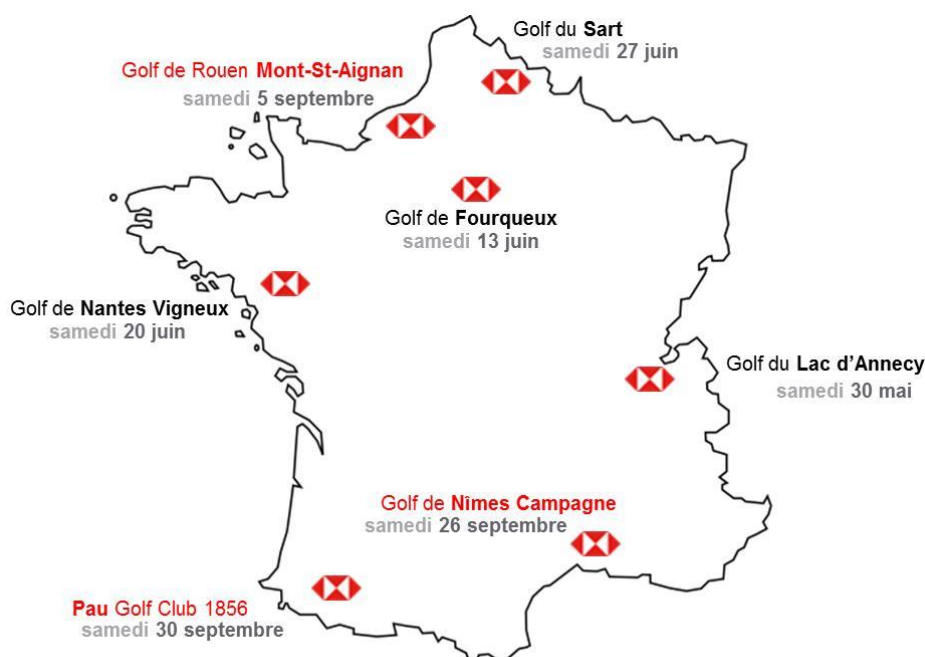 Golf du Sart
samedi 27 juin
Golf de Rouen Mont-St-Aignan
samedi 5 septembre
Golf de Fourqueux
samedi 13 juin
Golf de Nantes Vigneux
samedi 20 juin
Golf du Lac d'Annecy
samedi 30 mai
Golf de Nîmes Campagne
samedi 26 septembre
Pau Golf Club 1856
samedi 30 septembre